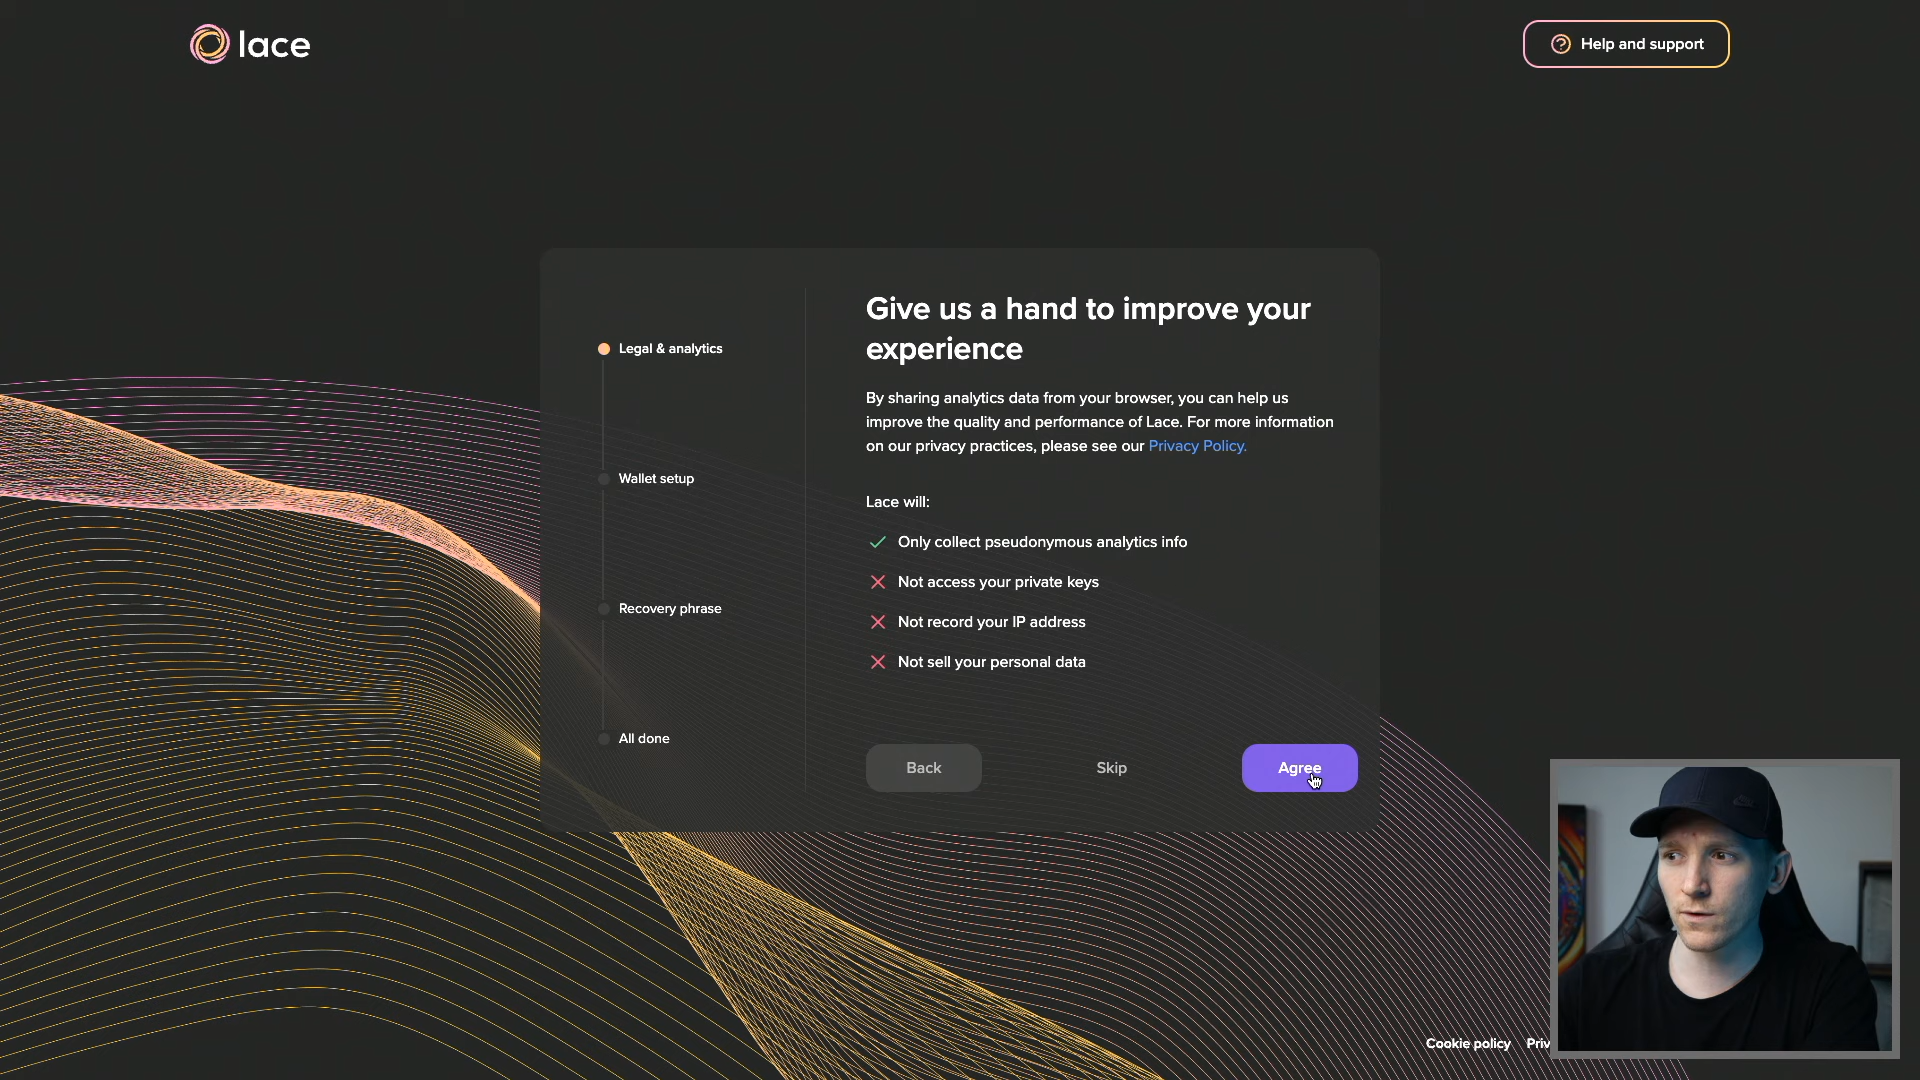 lace
Help and support
Give us a hand to improve your
experience
Legal & analytics
By sharing analytics data from your browser, you can help us
improve the quality and performance of Lace. For more information
on our privacy practices, please see our Privacy Policy.
Wallet setup
Lace will:
Only collect pseudonymous analytics info
Not access your private keys
Recovery phrase
Not record your IP address
Not sell your personal data
All done
Back
Skip
Agree
Cookie policy